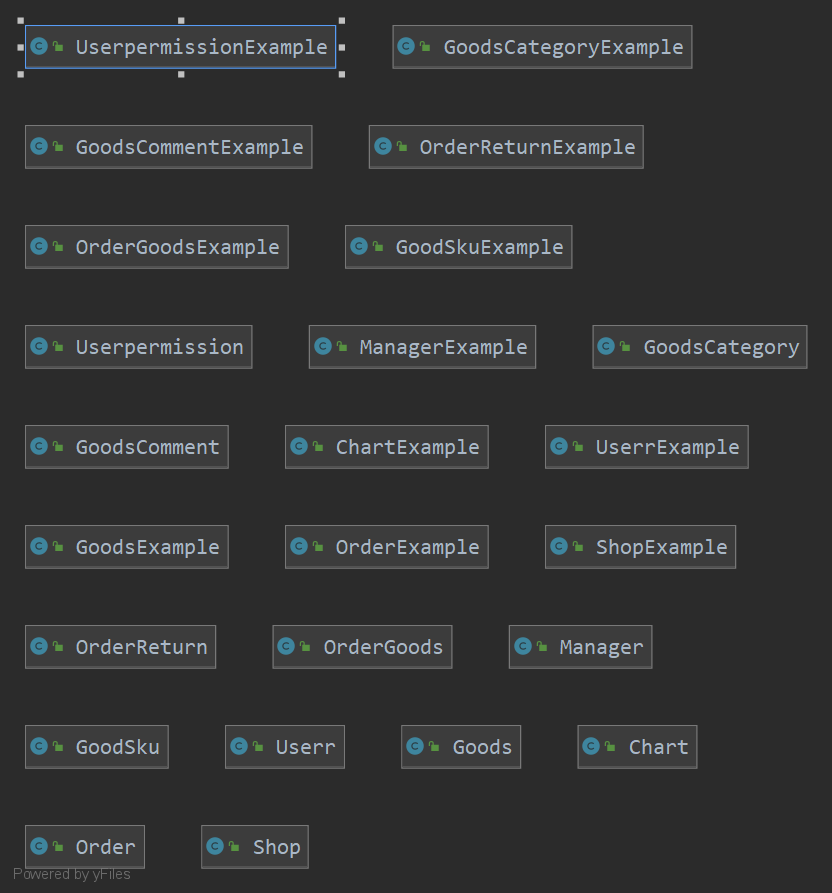 UserpermissionExample GoodsCategoryExample
GoodsCommentExample OrderReturnExample
OrderGoodsExample GoodSkuExample
Userpermission ManagerExample GoodsCategory
GoodsComment ChartExample UserrExample
GoodsExample OrderExample ShopExample
OrderReturn OrderGoods Manager
GoodSku Userr Goods Chart
Order Shop
Powered by yFiles